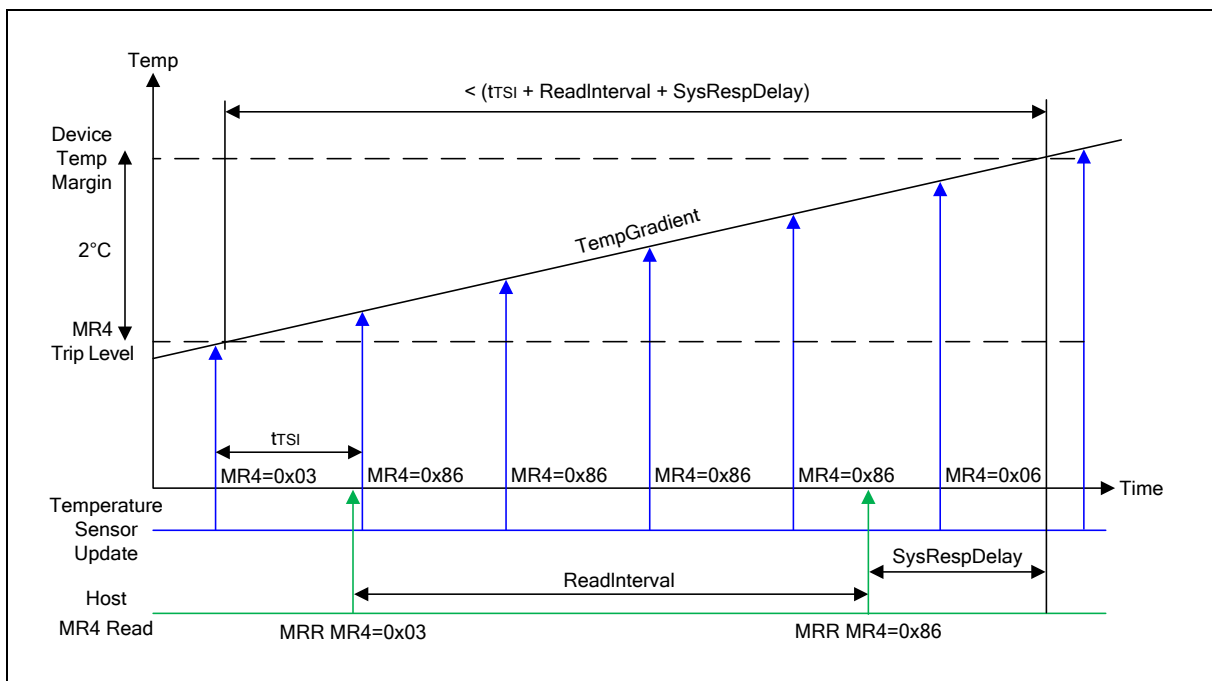 Temp
< (tTSI + ReadInterval + SysRespDelay)
Device
Temp
Margin
TempGradient
2°C
MR4
Trip Level
tTSI
MR4=0x03
MR4=0x86
MR4=0x86
MR4=0x86
MR4=0x86
MR4=0x06
Time
Temperature
Sensor
Update
SysRespDelay
ReadInterval
Host
MR4 Read
MRR MR4=0x03
MRR MR4=0x86